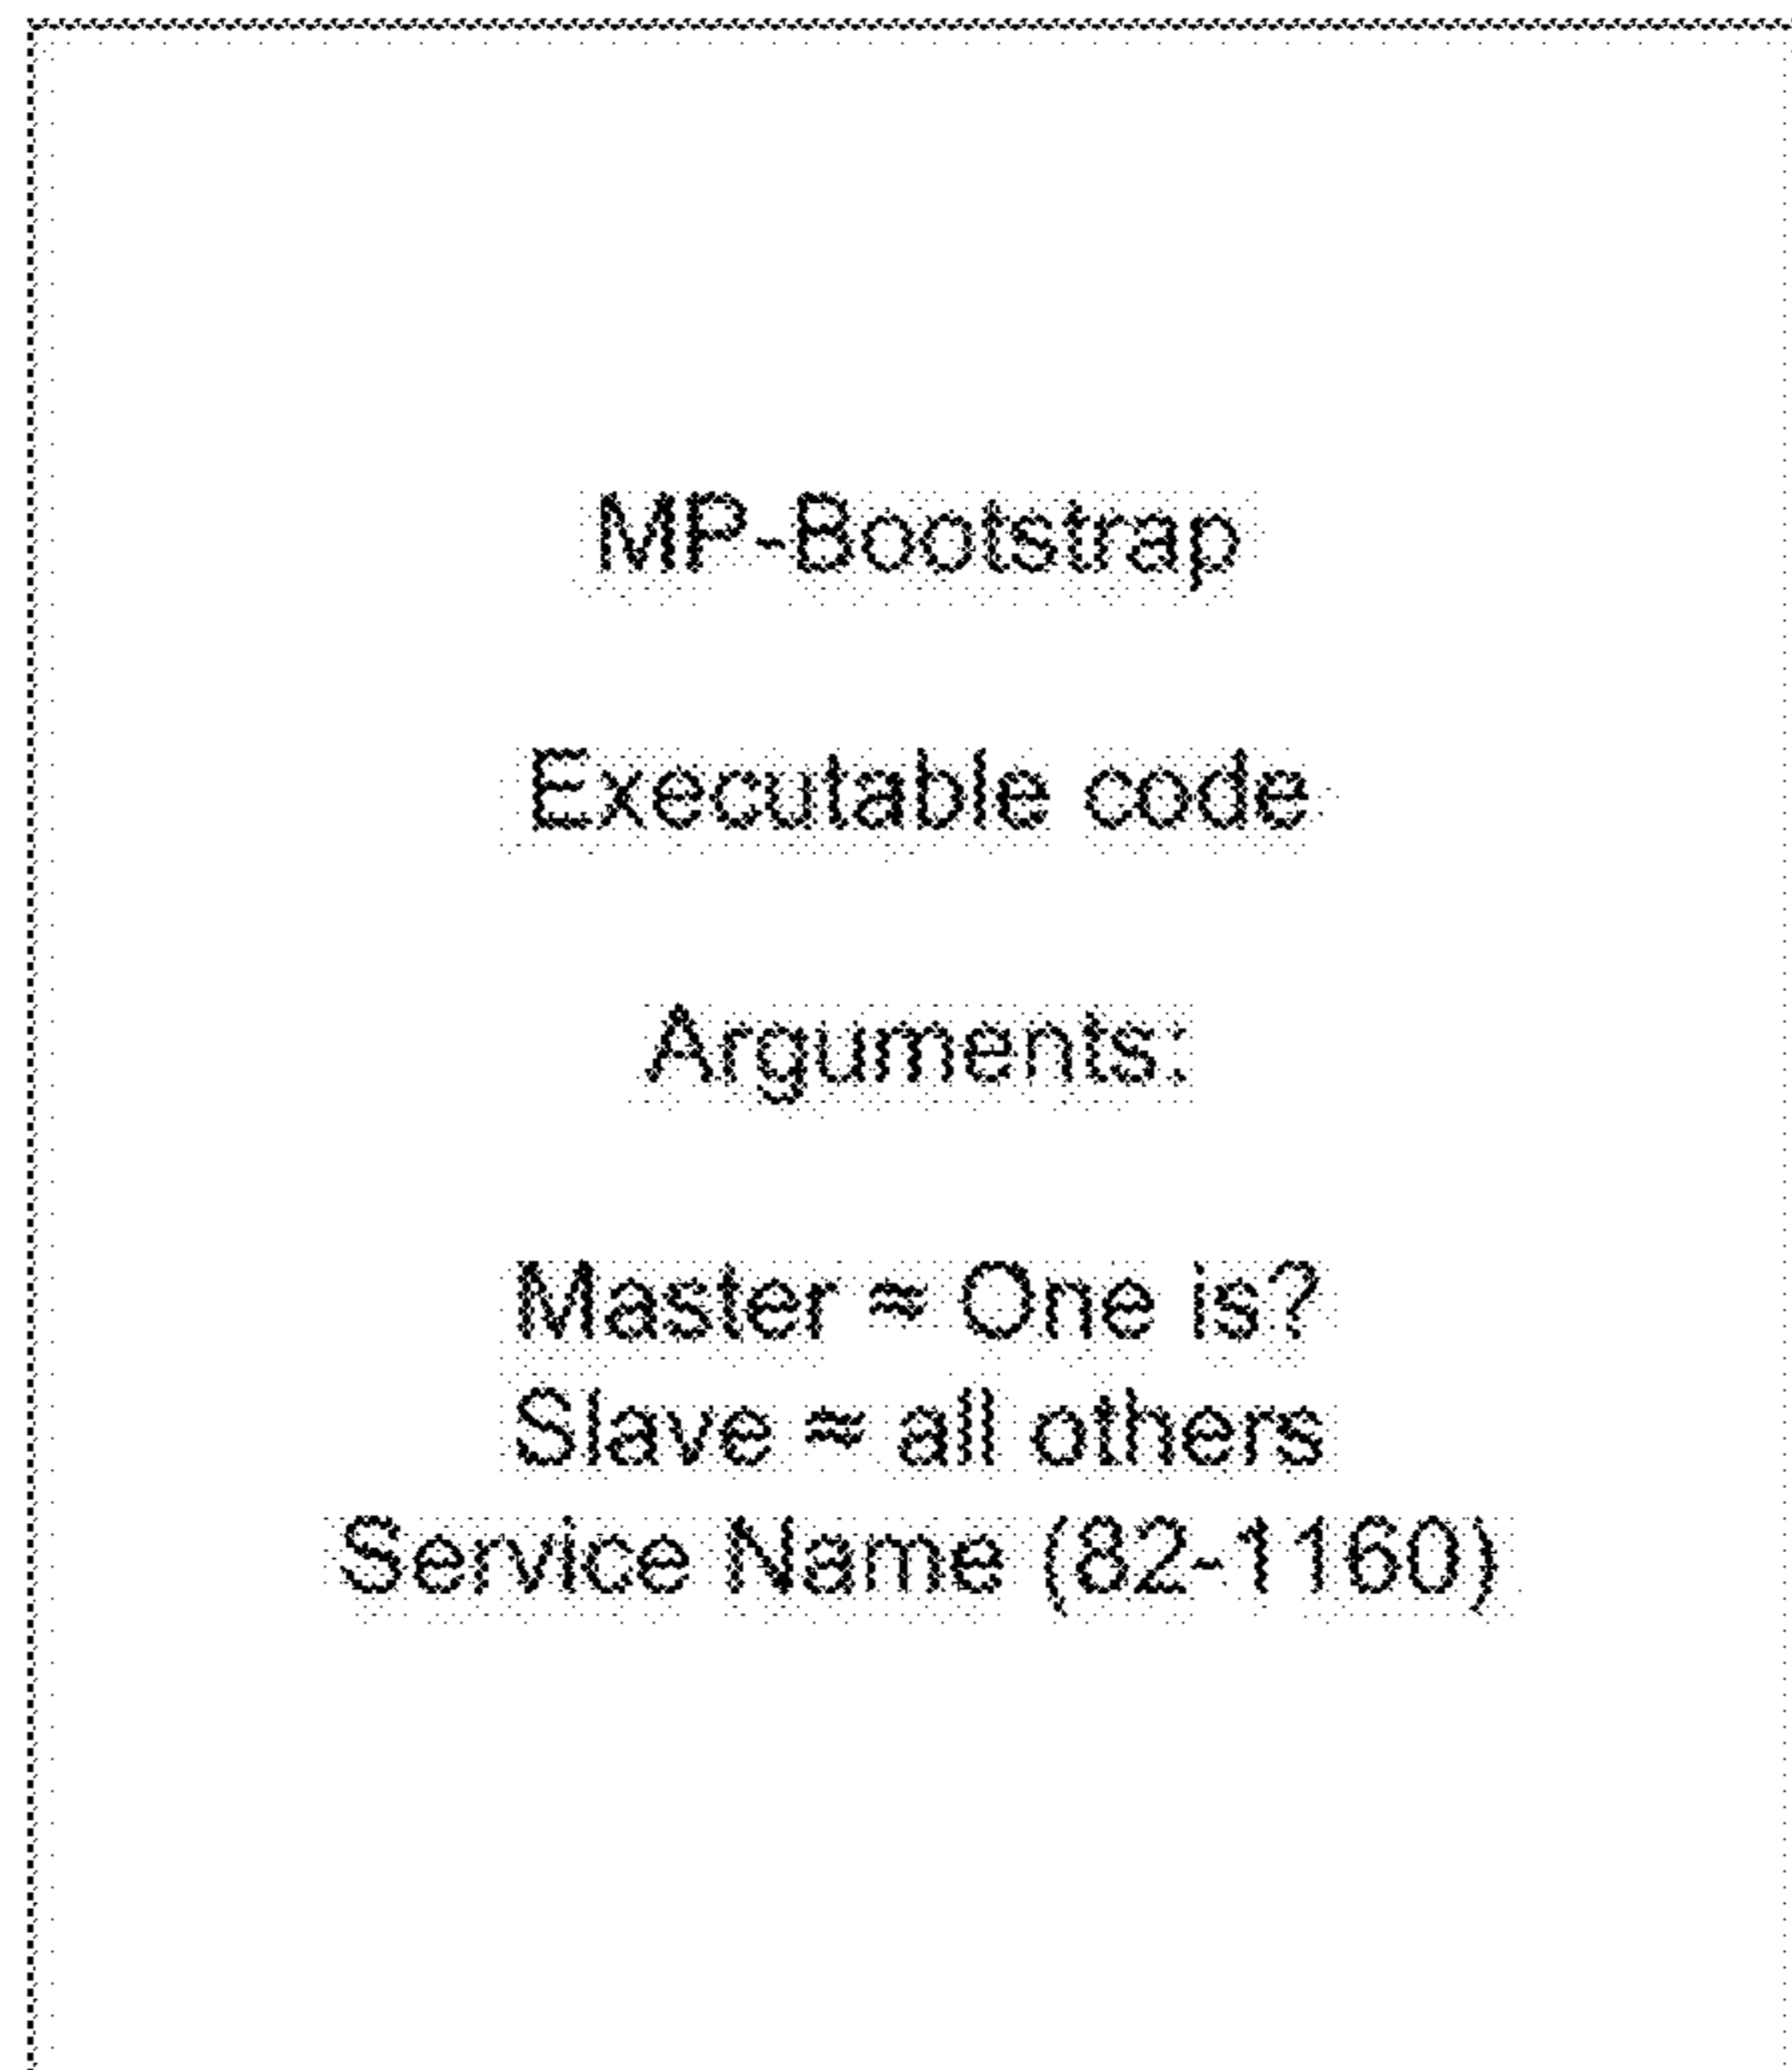 MP-Bootstrap
Executable code
Arguments:
Master ≈ One is?
Slave ≈ all others
Service Name (82-1160)